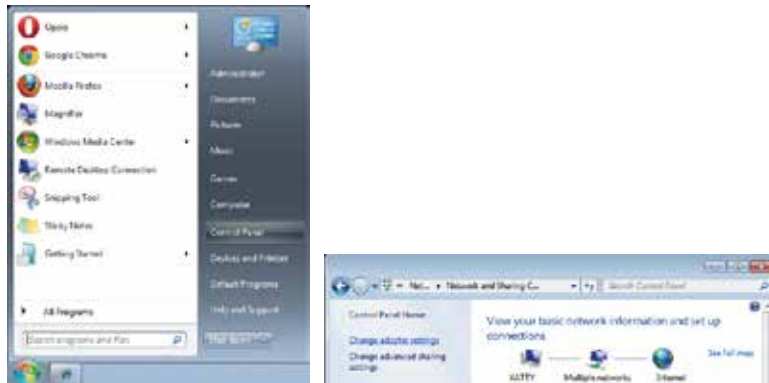 Opera
Google Chrome
Mozilla Firefox
Magnifier
Windows Media Center
Remote Desktop Connection
Snipping Tool
Sticky Notes
Getting Started
All Programs
Search programs and files
Administrator
Documents
Pictures
Music
Games
Computer
Control Panel
Devices and Printers
Default Programs
Help and Support
Net... Network and Sharing C... Search Control Panel
Control Panel Home
Change adapter settings
Change advanced sharing
settings
View your basic network information and set up
connections
See full map
Multiple networks Internet